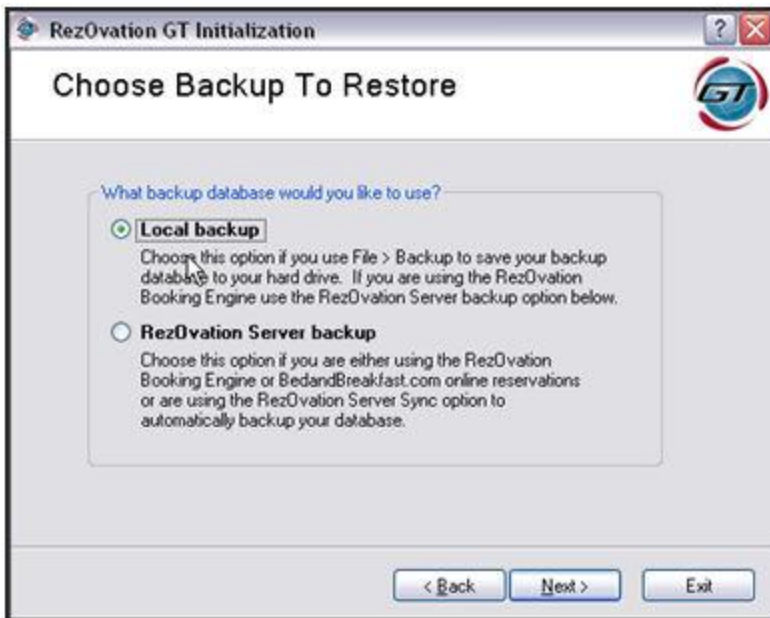 RezOvation GT Initialization
?
Choose Backup To Restore
GT
What backup database would you like to use?
Local backup
Choose this option if you use File > Backup to save your backup
database to your hard drive. If you are using the RezOvation
Booking Engine use the RezOvation Server backup option below.
RezOvation Server backup
Choose this option if you are either using the RezOvation
Booking Engine or BedandBreakfast.com online reservations
or are using the RezOvation Server Sync option to
automatically backup your database.
< Back Next > Exit